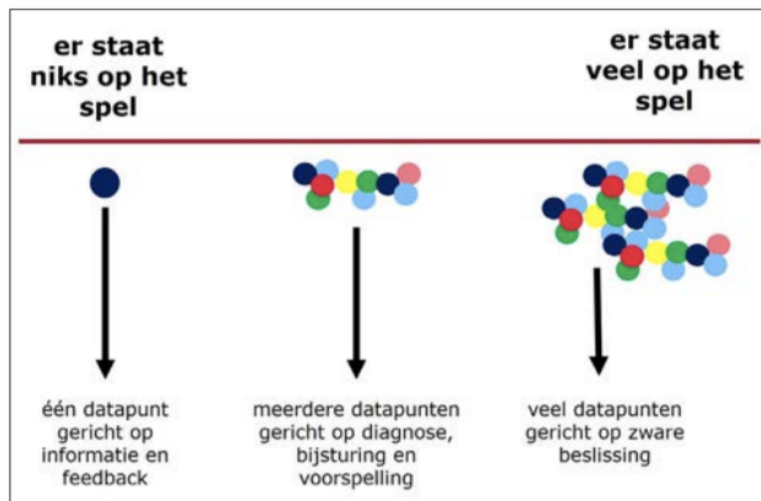 er staat
niks op het
spel
er staat
veel op het
spel
één datapunt
gericht op
informatie en
feedback
meerdere datapunten
gericht op diagnose,
bijsturing en
voorspelling
veel datapunten
gericht op zware
beslissing